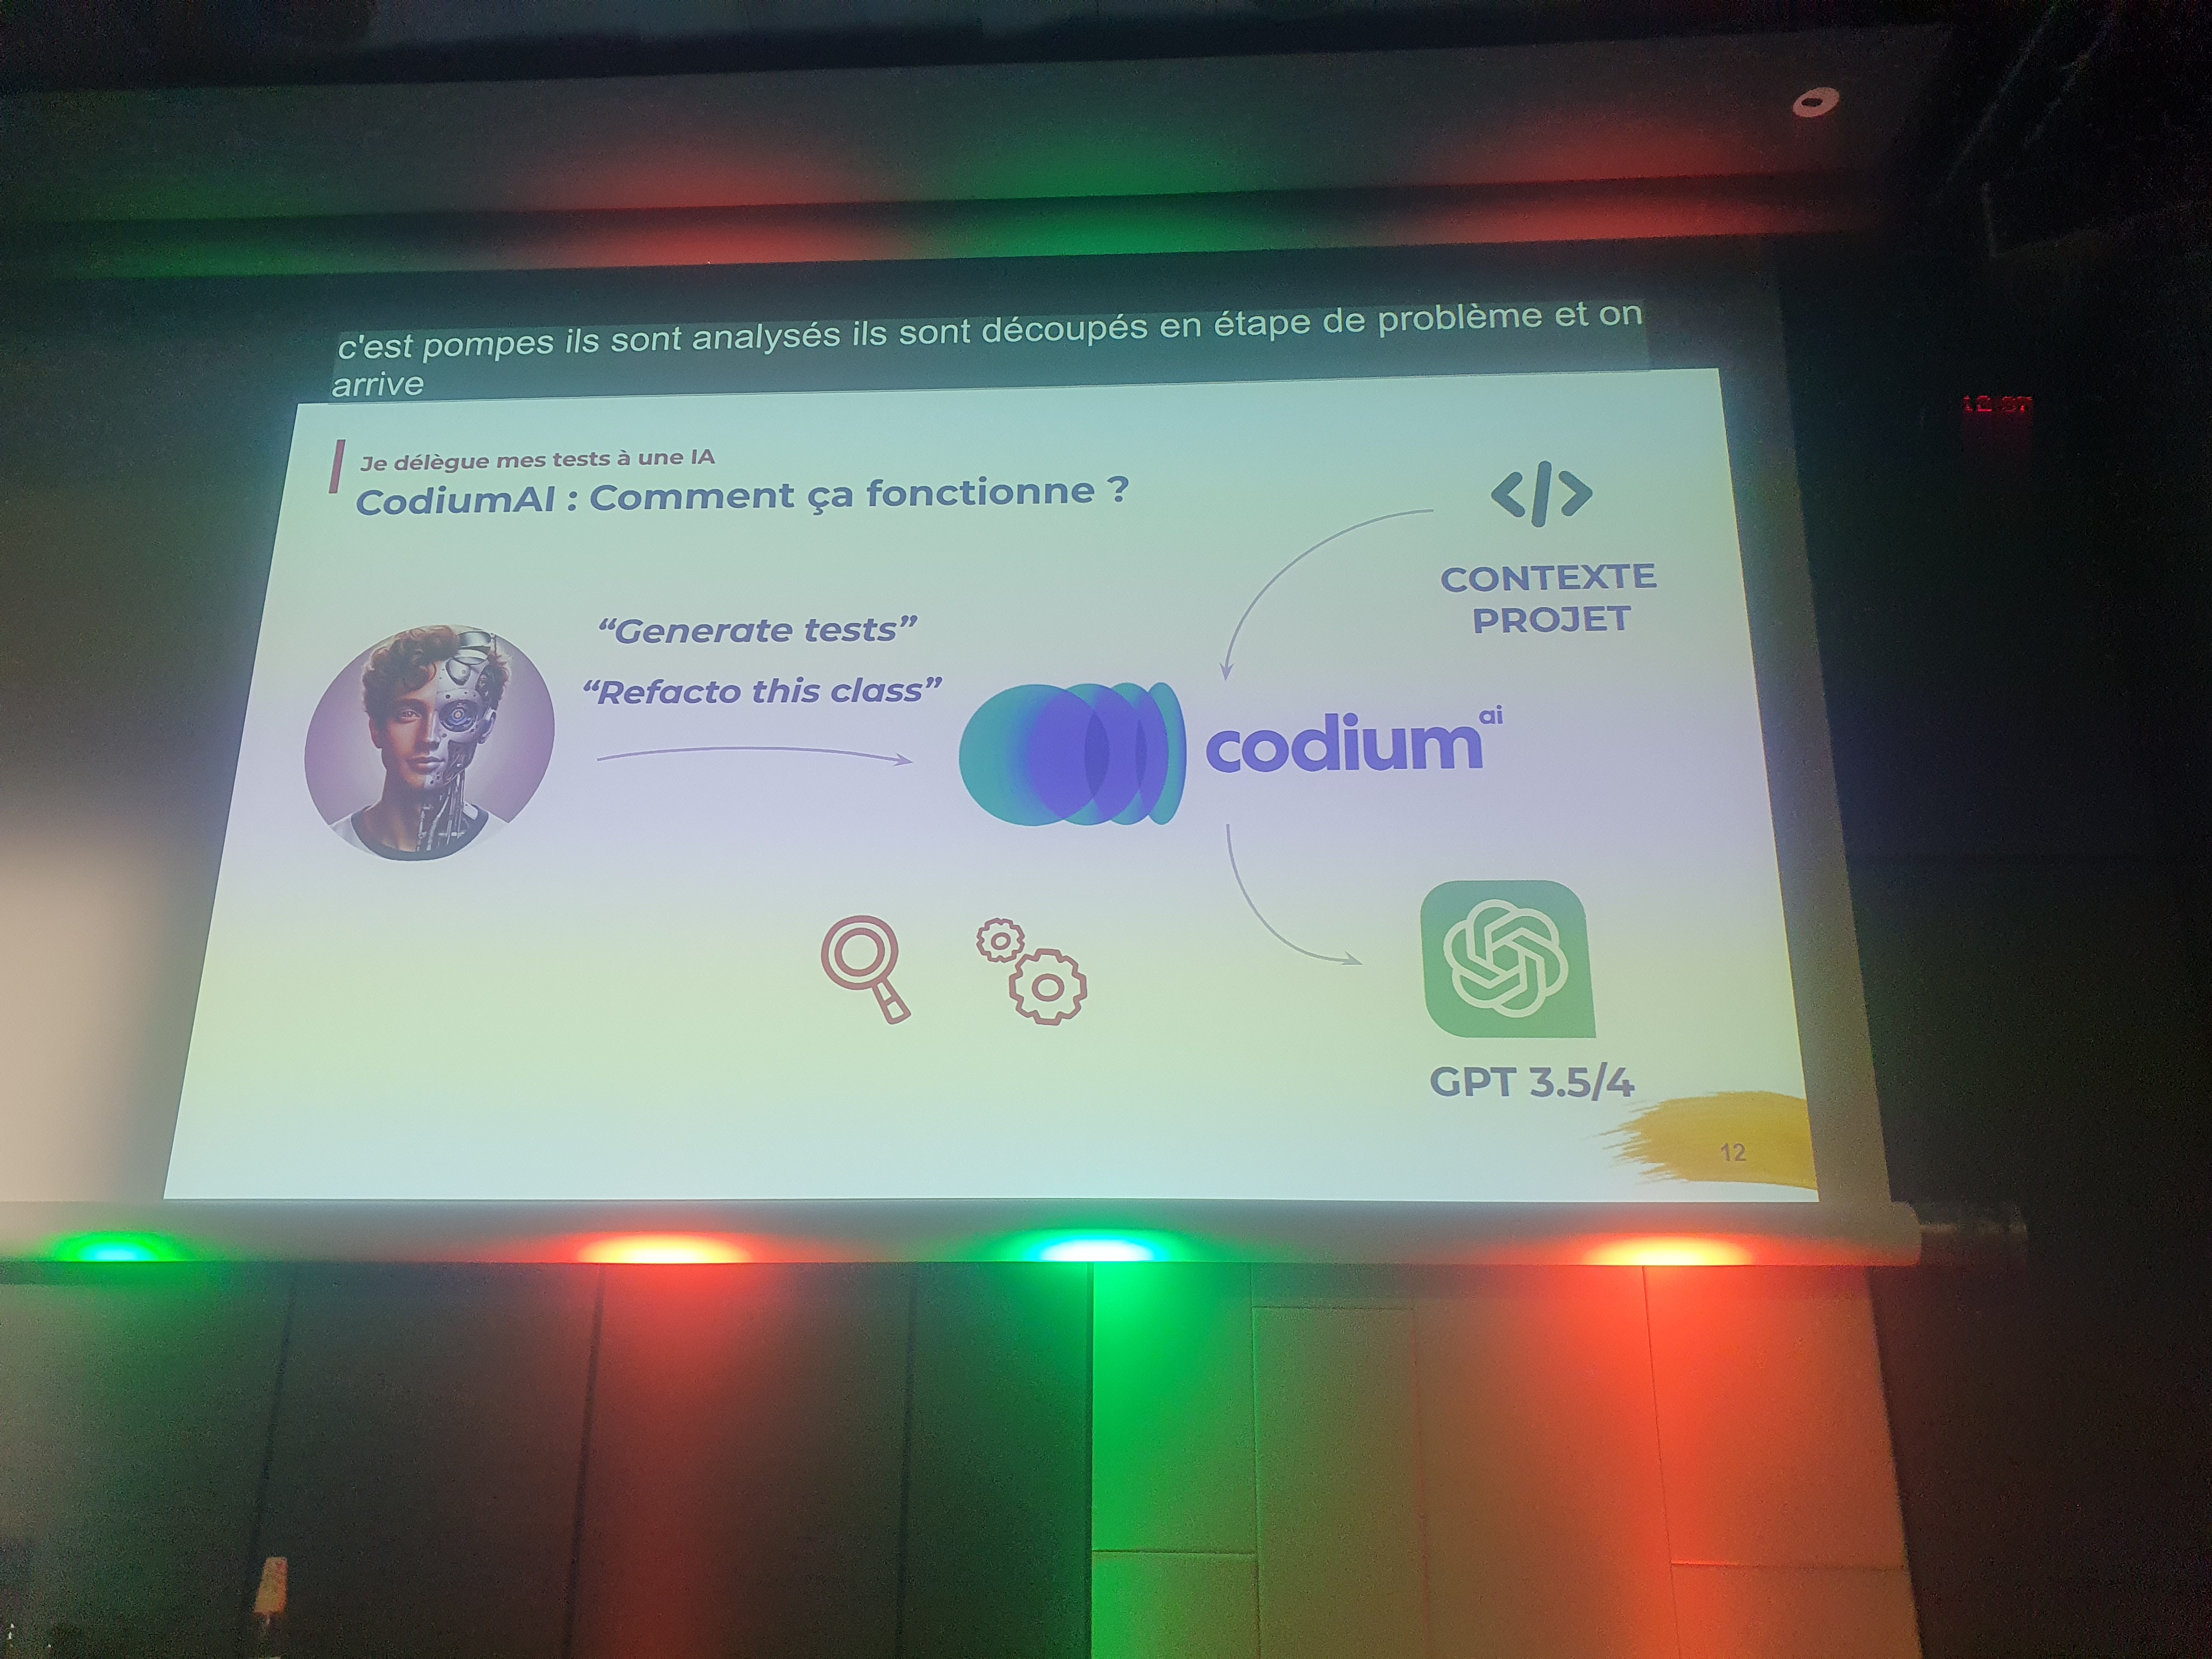 c'est pompes ils sont analysés ils sont découpés en étape de problème et on
arrive
Je délègue mes tests à une IA
CodiumAI : Comment ça fonctionne ?
CONTEXTE
PROJET
“Generate tests”
“Refacto this class”
codium ai
GPT 3.5/4
12